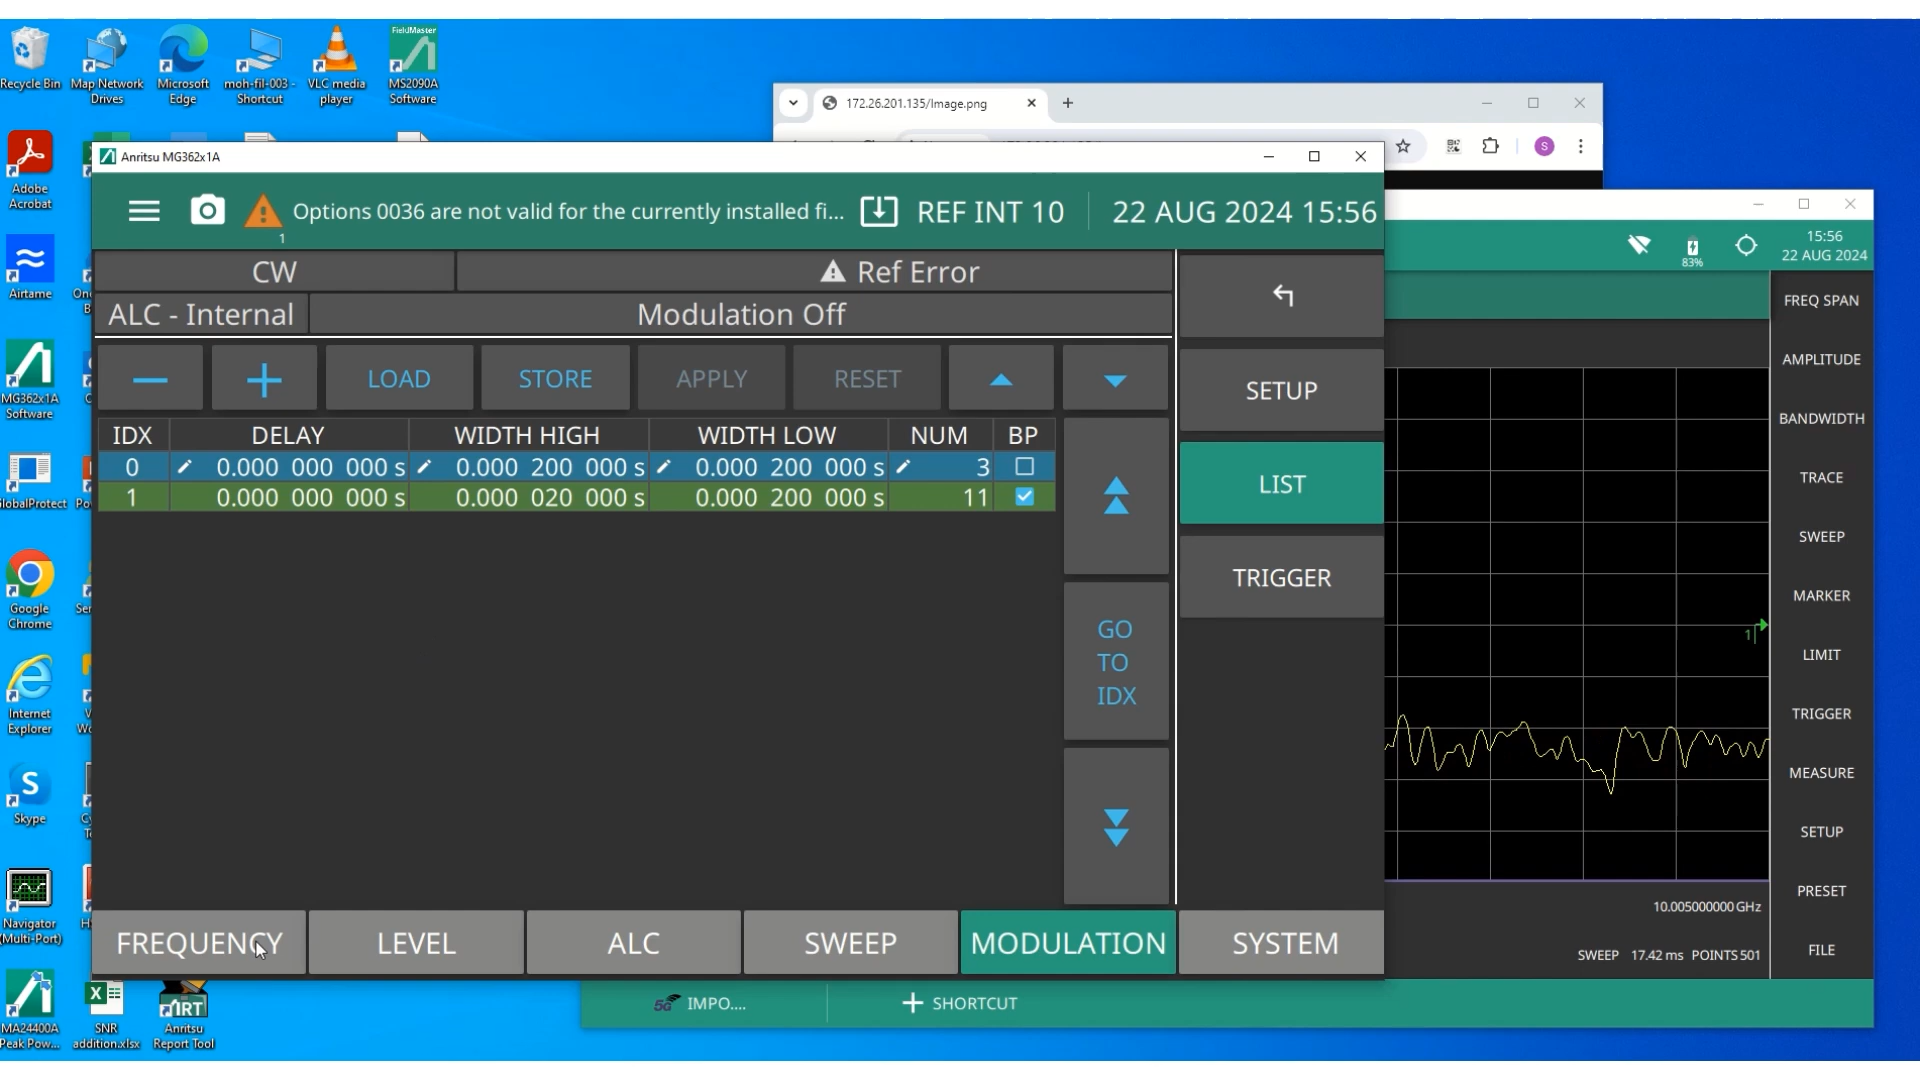 Recycle Bin
Map Network
Drives
Microsoft
Edge
moh-fil-003 -
Shortcut
VLC media
player
FieldMaster
MS2090A
Software
172.26.201.135/Image.png
Adobe
Acrobat
Airtame
MG362x1A
Software
GlobalProtect
Google
Chrome
Internet
Explorer
Skype
Navigator
(Multi-Port)
MA24400A
Peak Pow...
SNR
addition.xlsx
IRT
Anritsu
Report Tool
Anritsu MG362x1A
1
Options 0036 are not valid for the currently installed fi...
REF INT 10
22 AUG 2024 15:56
CW
Ref Error
ALC - Internal
Modulation Off
LOAD
STORE
APPLY
RESET
IDX DELAY WIDTH HIGH WIDTH LOW NUM BP
0 0.000 000 000 s 0.000 200 000 s 0.000 200 000 s 3
1 0.000 000 000 s 0.000 020 000 s 0.000 200 000 s 11
GO
TO
IDX
SETUP
LIST
TRIGGER
FREQUENCY
LEVEL
ALC
SWEEP
MODULATION
SYSTEM
S
83%
15:56
22 AUG 2024
FREQ SPAN
AMPLITUDE
BANDWIDTH
TRACE
SWEEP
MARKER
LIMIT
TRIGGER
MEASURE
SETUP
PRESET
FILE
1
10.005000000 GHz
SWEEP 17.42 ms POINTS 501
5G IMPO....
SHORTCUT